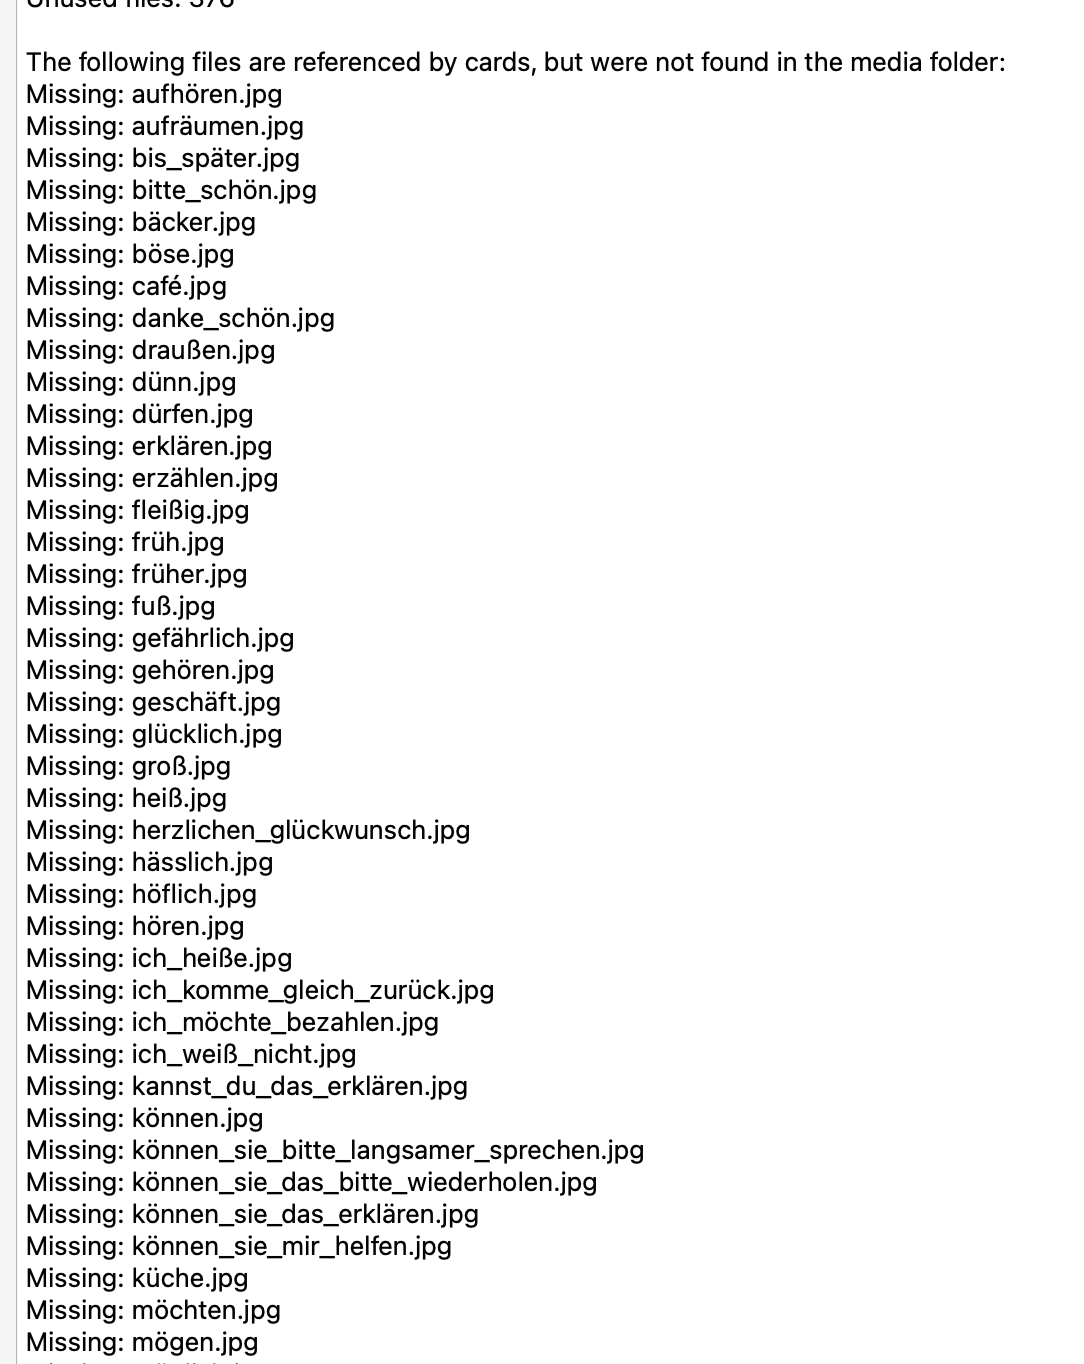 Unused files: 376
The following files are referenced by cards, but were not found in the media folder:
Missing: aufhören.jpg
Missing: aufräumen.jpg
Missing: bis_später.jpg
Missing: bitte_schön.jpg
Missing: bäcker.jpg
Missing: böse.jpg
Missing: café.jpg
Missing: danke_schön.jpg
Missing: draußen.jpg
Missing: dünn.jpg
Missing: dürfen.jpg
Missing: erklären.jpg
Missing: erzählen.jpg
Missing: fleißig.jpg
Missing: früh.jpg
Missing: früher.jpg
Missing: fuß.jpg
Missing: gefährlich.jpg
Missing: gehören.jpg
Missing: geschäft.jpg
Missing: glücklich.jpg
Missing: groß.jpg
Missing: heiß.jpg
Missing: herzlichen_glückwunsch.jpg
Missing: hässlich.jpg
Missing: höflich.jpg
Missing: hören.jpg
Missing: ich_heiße.jpg
Missing: ich_komme_gleich_zurück.jpg
Missing: ich_möchte_bezahlen.jpg
Missing: ich_weiß_nicht.jpg
Missing: kannst_du_das_erklären.jpg
Missing: können.jpg
Missing: können_sie_bitte_langsamer_sprechen.jpg
Missing: können_sie_das_bitte_wiederholen.jpg
Missing: können_sie_das_erklären.jpg
Missing: können_sie_mir_helfen.jpg
Missing: küche.jpg
Missing: möchten.jpg
Missing: mögen.jpg